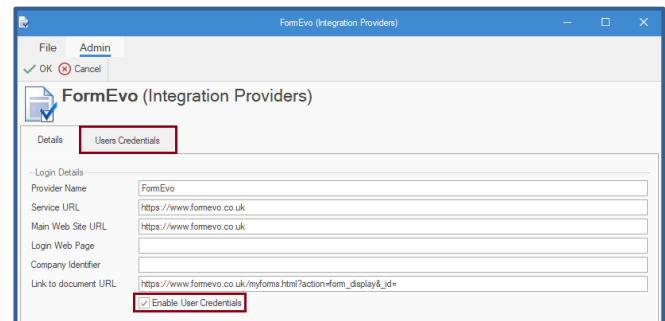 FormEvo (Integration Providers)
File Admin
OK Cancel
FormEvo (Integration Providers)
Details Users Credentials
Login Details
Provider Name FormEvo
Service URL https://www.formevo.co.uk
Main Web Site URL https://www.formevo.co.uk
Login Web Page
Company Identifier
Link to document URL https://www.formevo.co.uk/myforms.html?action=form_display&_id=
Enable User Credentials